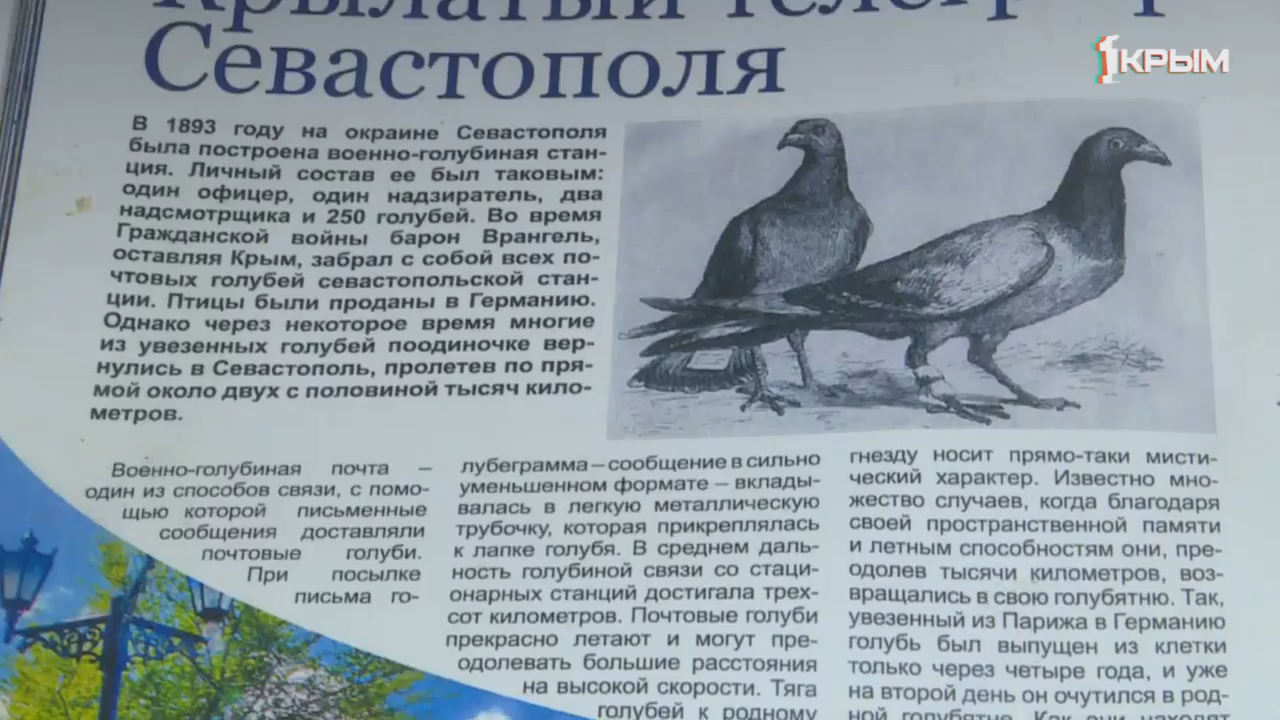 Крылатый телеграф
Севастополя
1КРЫМ
В 1893 году на окраине Севастополя
была построена военно-голубиная стан-
ция. Личный состав ее был таковым:
один офицер, один надзиратель, два
надсмотрщика и 250 голубей. Во время
Гражданской войны барон Врангель,
оставляя Крым, забрал с собой всех по-
чтовых голубей севастопольской стан-
ции. Птицы были проданы в Германию.
Однако через некоторое время многие
из увезенных голубей поодиночке вер-
нулись в Севастополь, пролетев по пря-
мой около двух с половиной тысяч кило-
метров.
Военно-голубиная почта –
один из способов связи, с помо-
щью которой письменные
сообщения доставляли
почтовые голуби.
При посылке
письма го-
лубеграмма – сообщение в сильно
уменьшенном формате – вклады-
валась в легкую металлическую
трубочку, которая прикреплялась
к лапке голубя. В среднем даль-
ность голубиной связи со стаци-
онарных станций достигала трех-
сот километров. Почтовые голуби
прекрасно летают и могут пре-
одолевать большие расстояния
на высокой скорости. Тяга
голубей к родному
гнезду носит прямо-таки мисти-
ческий характер. Известно мно-
жество случаев, когда благодаря
своей пространственной памяти
и летным способностям они, пре-
одолев тысячи километров, воз-
вращались в свою голубятню. Так,
увезенный из Парижа в Германию
голубь был выпущен из клетки
только через четыре года, и уже
на второй день он очутился в род-
ной голубятне. Как они находят